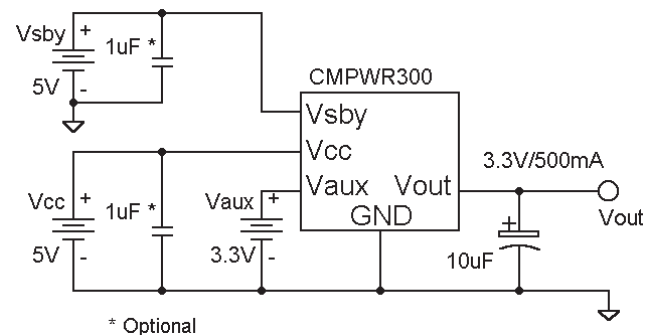 Vsby
+
1uF *
5V
-
CMPWR300
Vsby
Vcc
Vaux
Vout
GND
3.3V/500mA
Vcc
+
1uF *
5V
-
Vaux
+
3.3V
-
+
10uF
Vout
* Optional